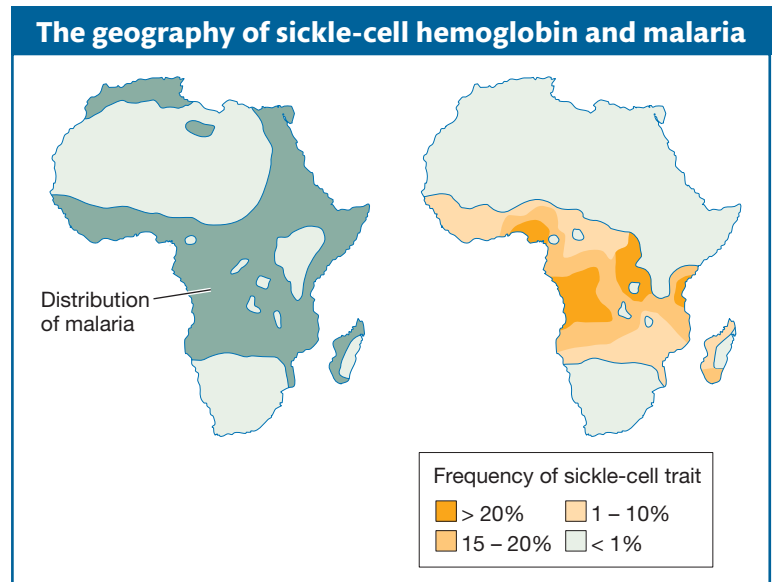 The geography of sickle-cell hemoglobin and malaria
Distribution
of malaria
Frequency of sickle-cell trait
> 20%
1 – 10%
15 – 20%
< 1%